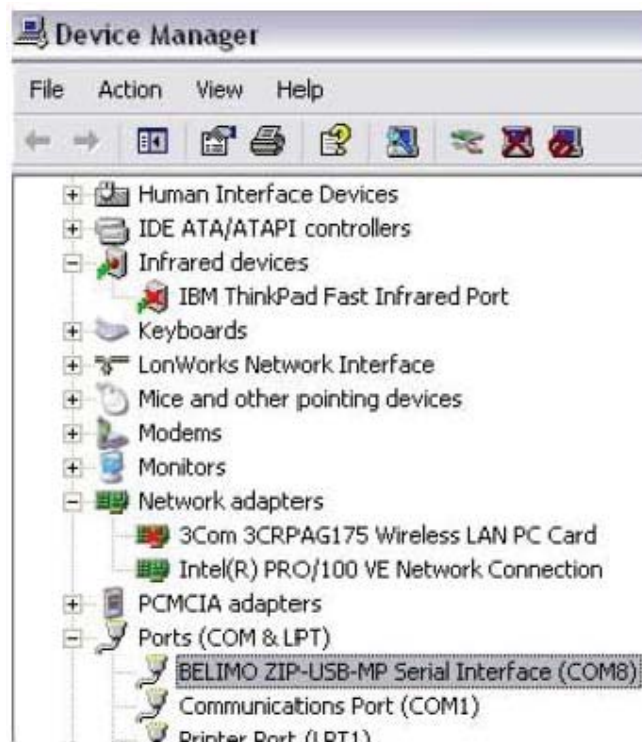 Device Manager
File Action View Help
Human Interface Devices
IDE ATA/ATAPI controllers
Infrared devices
IBM ThinkPad Fast Infrared Port
Keyboards
LonWorks Network Interface
Mice and other pointing devices
Modems
Monitors
Network adapters
3Com 3CRPAG175 Wireless LAN PC Card
Intel(R) PRO/100 VE Network Connection
PCMCIA adapters
Ports (COM & LPT)
BELIMO ZIP-USB-MP Serial Interface (COM8)
Communications Port (COM1)
Printer Port (LPT1)